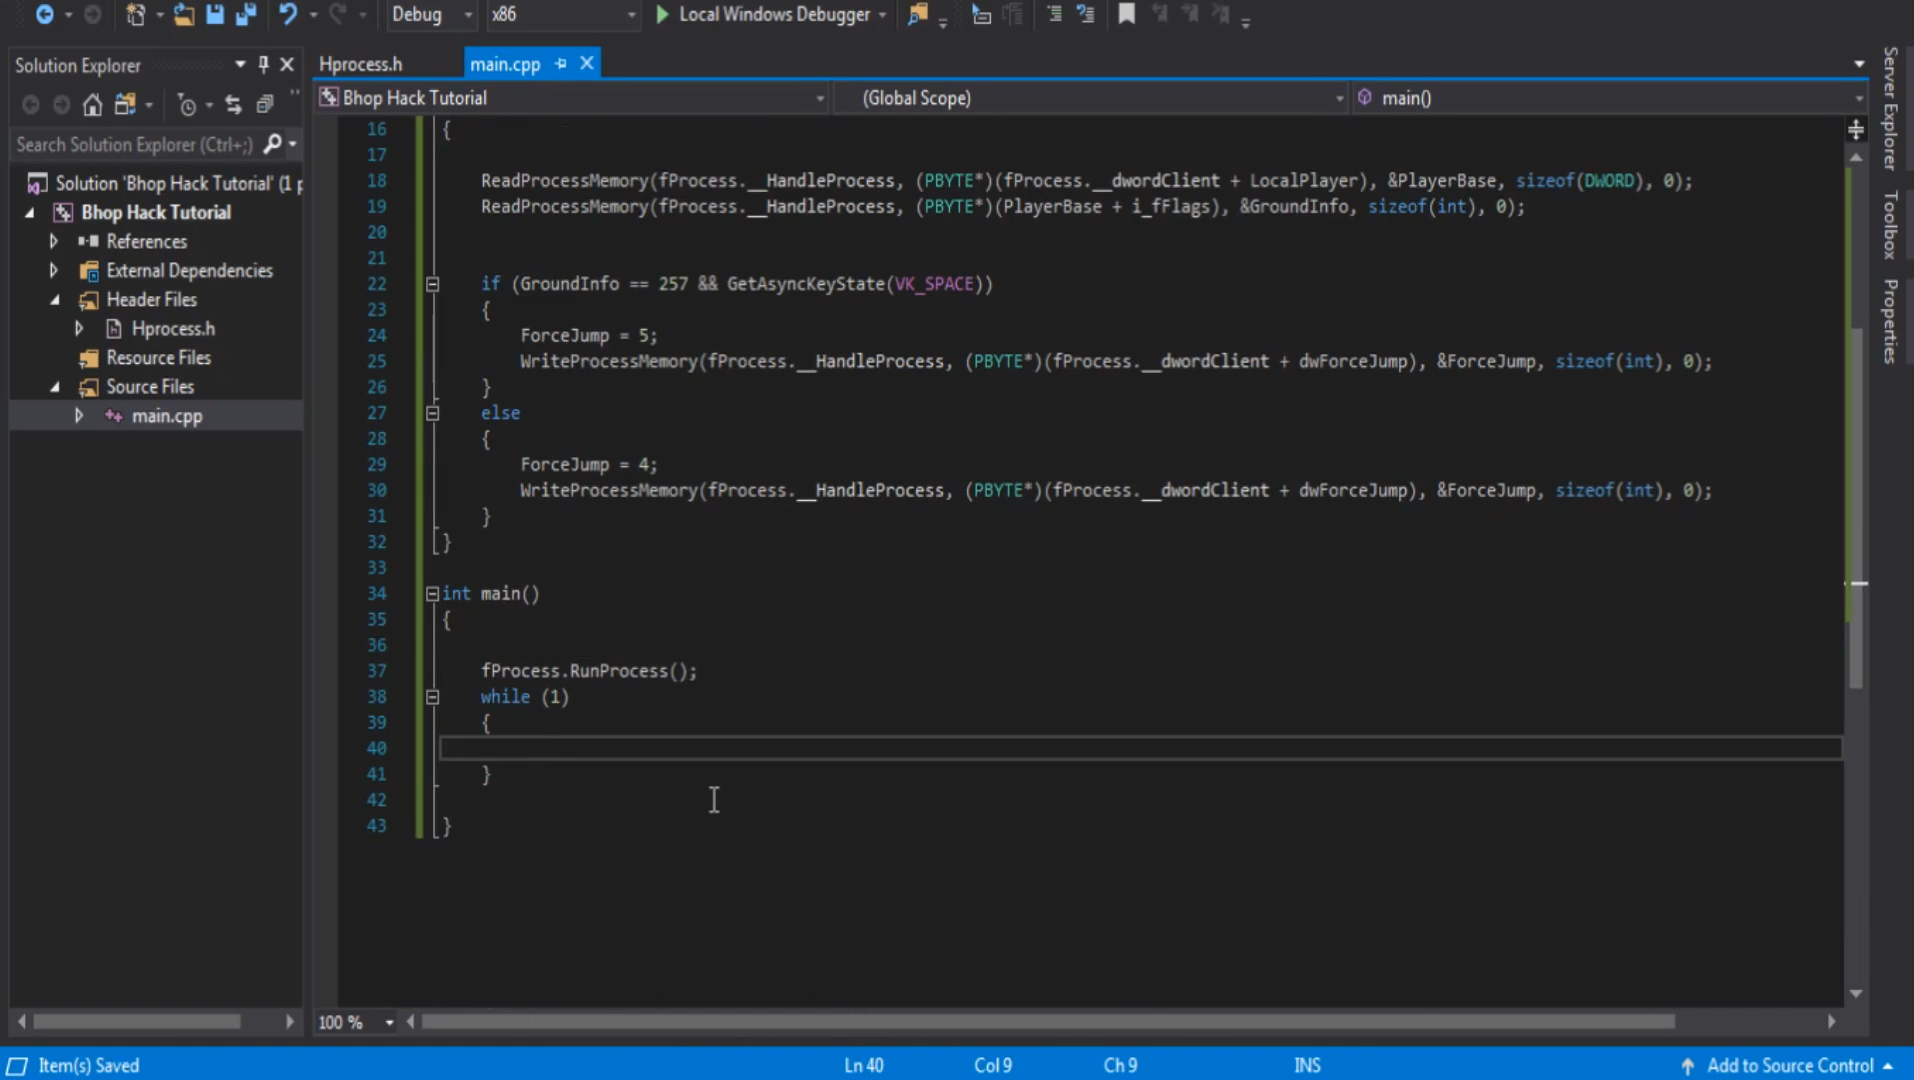 Debug
x86
Local Windows Debugger
Solution Explorer
Hprocess.h
main.cpp
Bhop Hack Tutorial
(Global Scope)
main()
Search Solution Explorer (Ctrl+;)
Solution 'Bhop Hack Tutorial' (1 p
Bhop Hack Tutorial
References
External Dependencies
Header Files
Hprocess.h
Resource Files
Source Files
main.cpp
16 {
17
18 ReadProcessMemory(fProcess.__HandleProcess, (PBYTE*)(fProcess.__dwordClient + LocalPlayer), &PlayerBase, sizeof(DWORD), 0);
19 ReadProcessMemory(fProcess.__HandleProcess, (PBYTE*)(PlayerBase + i_fFlags), &GroundInfo, sizeof(int), 0);
20
21
22 if (GroundInfo == 257 && GetAsyncKeyState(VK_SPACE))
23 {
24 ForceJump = 5;
25 WriteProcessMemory(fProcess.__HandleProcess, (PBYTE*)(fProcess.__dwordClient + dwForceJump), &ForceJump, sizeof(int), 0);
26 }
27 else
28 {
29 ForceJump = 4;
30 WriteProcessMemory(fProcess.__HandleProcess, (PBYTE*)(fProcess.__dwordClient + dwForceJump), &ForceJump, sizeof(int), 0);
31 }
32 }
33
34 int main()
35 {
36
37 fProcess.RunProcess();
38 while (1)
39 {
40
41 }
42
43 }
Server Explorer
Toolbox
Properties
100 %
Item(s) Saved
Ln 40
Col 9
Ch 9
INS
Add to Source Control